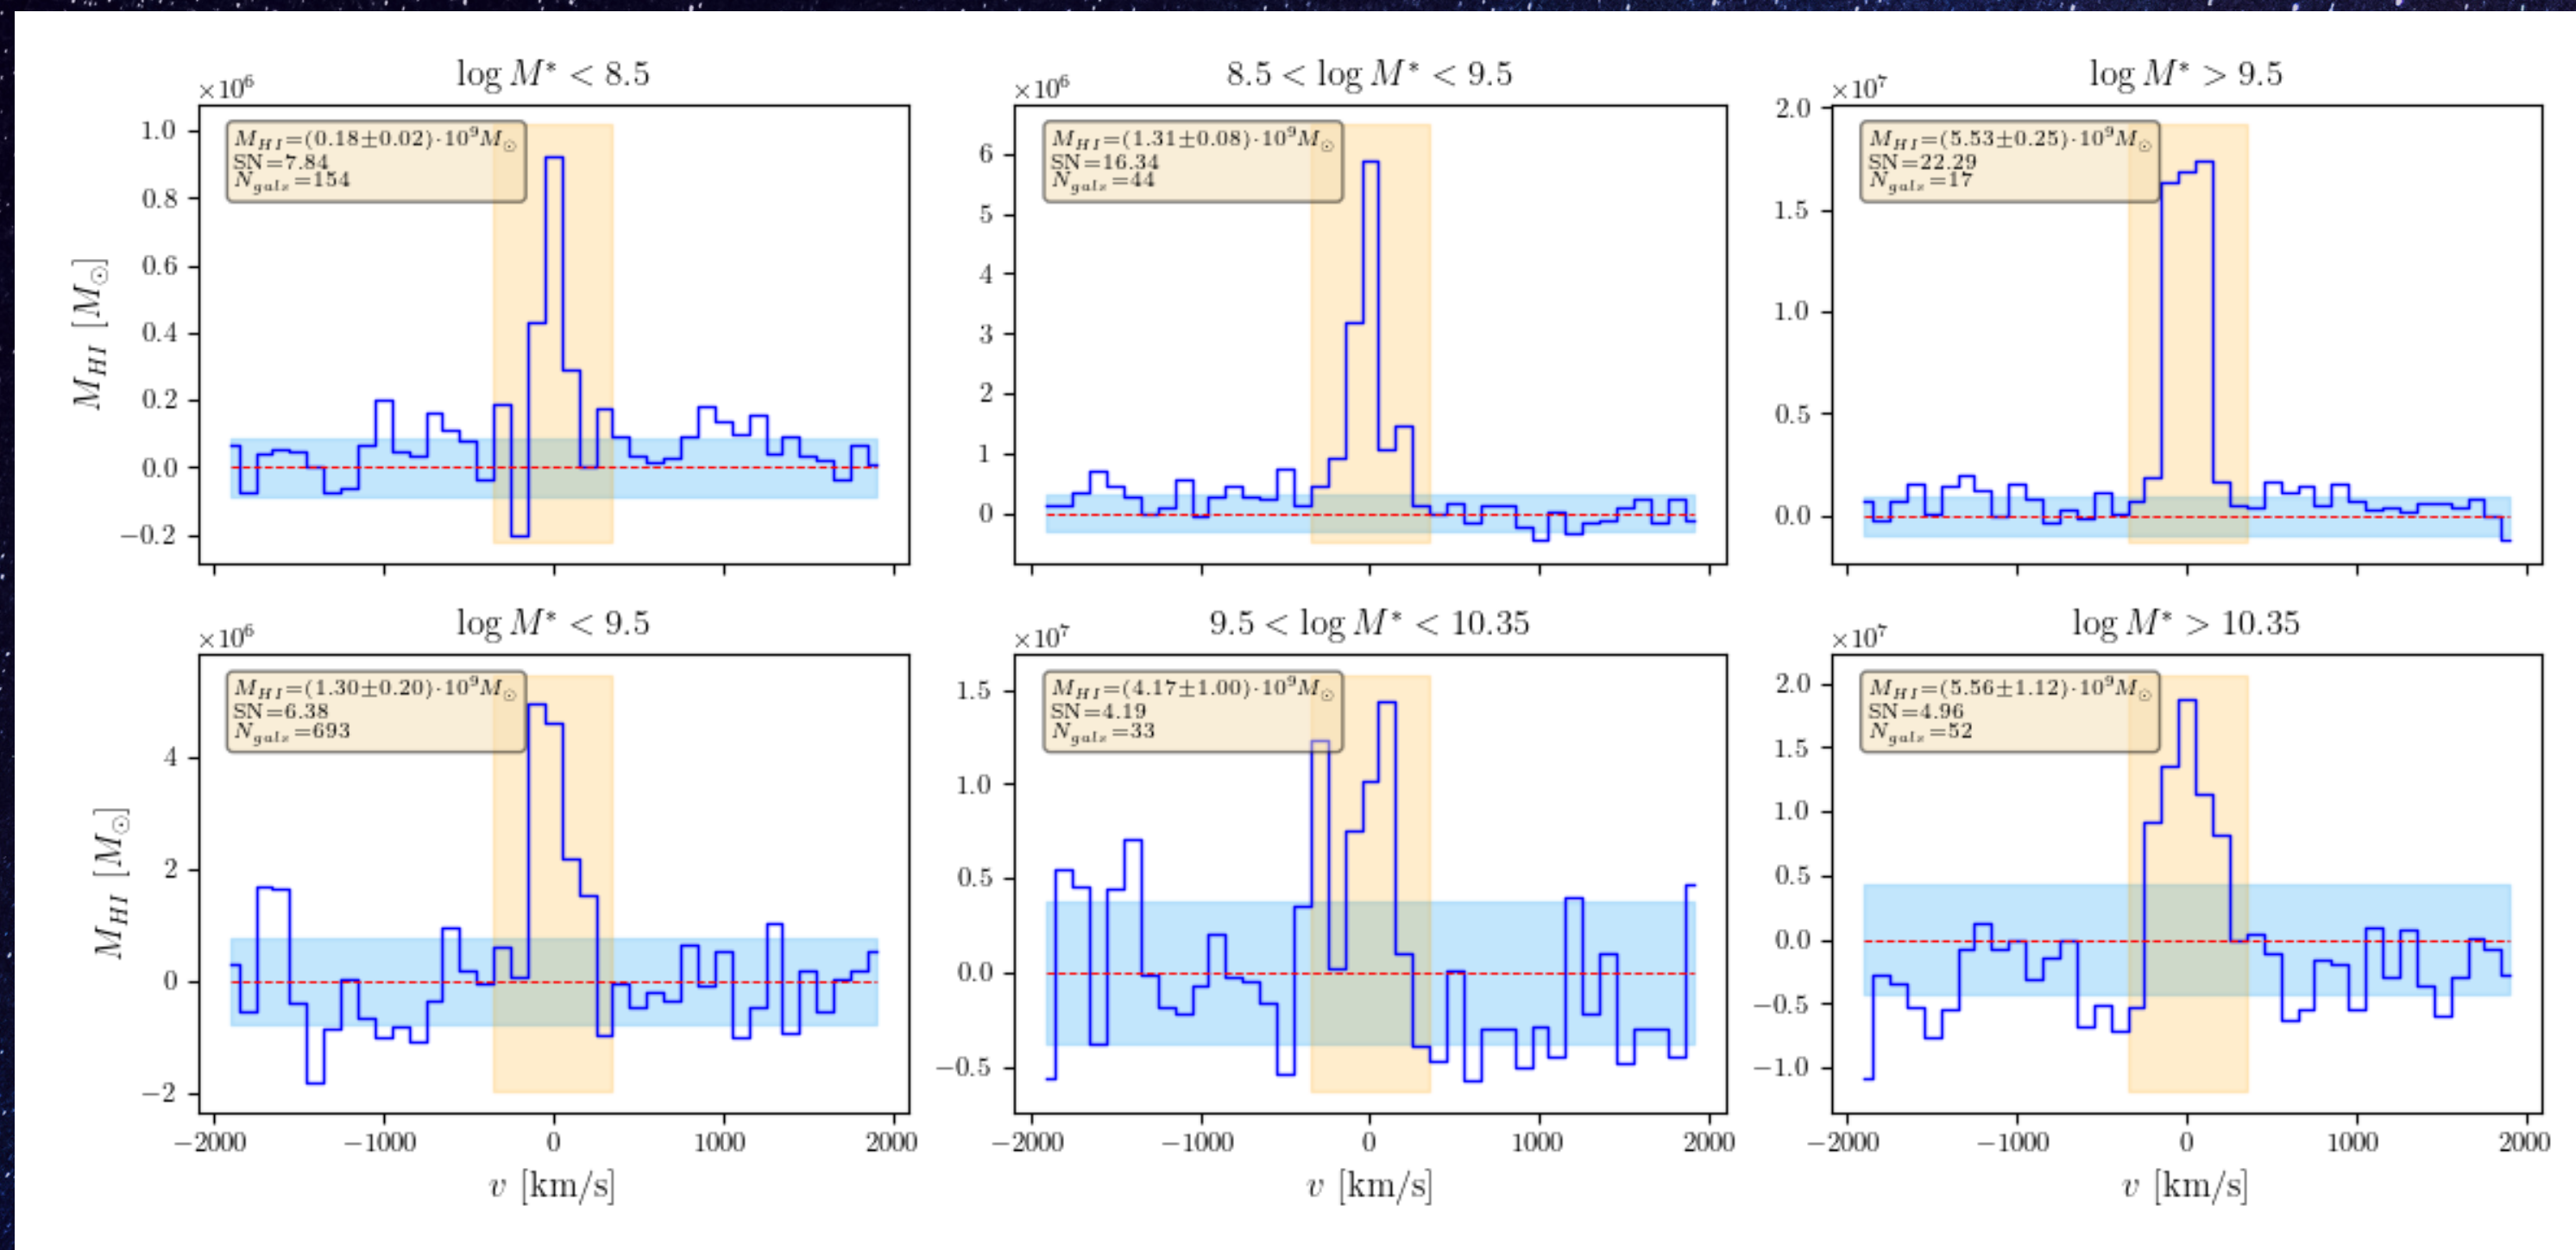 log M* < 8.5
×10⁶
M_HI=(0.18±0.02)·10⁹M_⊙
SN=7.84
N_gals=154
1.0
0.8
0.6
0.4
0.2
0.0
−0.2
M_HI [M_⊙]
8.5 < log M* < 9.5
×10⁶
M_HI=(1.31±0.08)·10⁹M_⊙
SN=16.34
N_gals=44
6
5
4
3
2
1
0
log M* > 9.5
×10⁷
M_HI=(5.53±0.25)·10⁹M_⊙
SN=22.29
N_gals=17
2.0
1.5
1.0
0.5
0.0
log M* < 9.5
×10⁶
M_HI=(1.30±0.20)·10⁹M_⊙
SN=6.38
N_gals=693
4
2
0
−2
M_HI [M_⊙]
−2000 −1000 0 1000 2000
v [km/s]
9.5 < log M* < 10.35
×10⁷
M_HI=(4.17±1.00)·10⁹M_⊙
SN=4.19
N_gals=33
1.5
1.0
0.5
0.0
−0.5
−2000 −1000 0 1000 2000
v [km/s]
log M* > 10.35
×10⁷
M_HI=(5.56±1.12)·10⁹M_⊙
SN=4.96
N_gals=52
2.0
1.5
1.0
0.5
0.0
−0.5
−1.0
−2000 −1000 0 1000 2000
v [km/s]